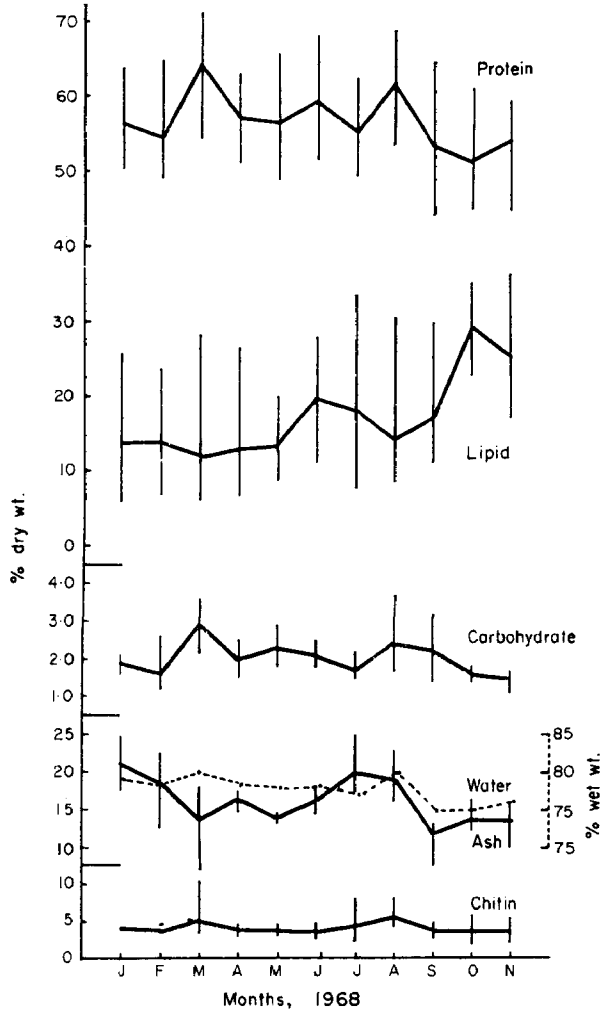 70
Protein
60
50
40
30
20
Lipid
10
0
% dry wt.
4·0
3·0
Carbohydrate
2·0
1·0
25
85
20
80
Water
15
75
Ash
10
75
% wet wt.
10
Chitin
5
0
J F M A M J J A S O N
Months, 1968